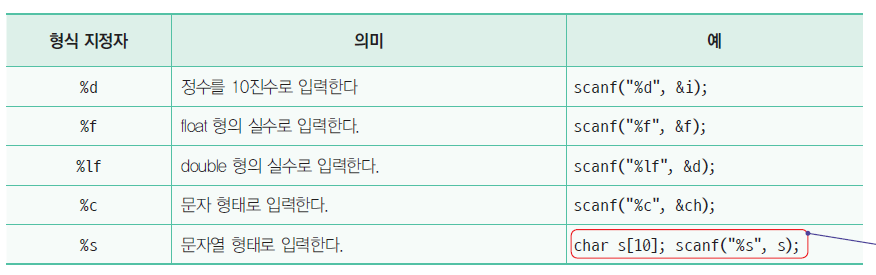 형식 지정자 의미 예
%d 정수를 10진수로 입력한다 scanf("%d", &i);
%f float 형의 실수로 입력한다. scanf("%f", &f);
%lf double 형의 실수로 입력한다. scanf("%lf", &d);
%c 문자 형태로 입력한다. scanf("%c", &ch);
%s 문자열 형태로 입력한다. char s[10]; scanf("%s", s);